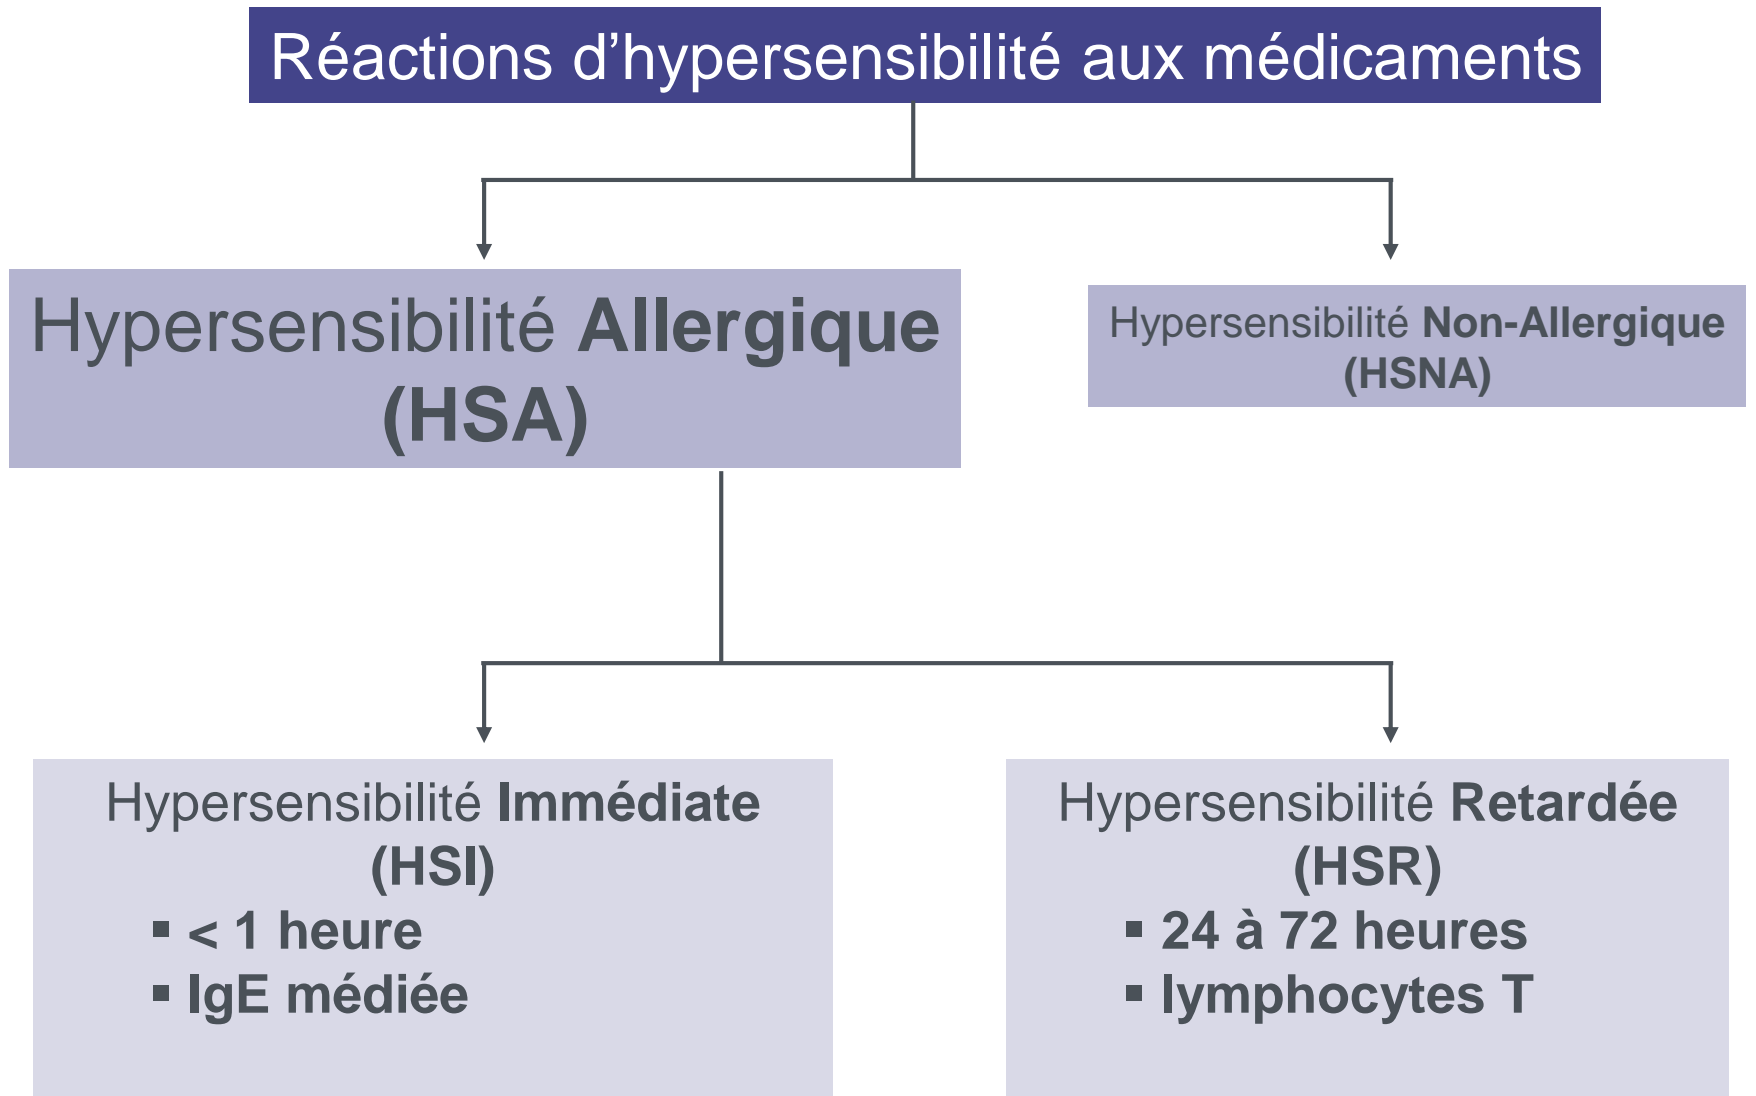 Réactions d’hypersensibilité aux médicaments
Hypersensibilité Allergique
(HSA)
Hypersensibilité Non-Allergique
(HSNA)
Hypersensibilité Immédiate
(HSI)
▪ < 1 heure
▪ IgE médiée
Hypersensibilité Retardée
(HSR)
▪ 24 à 72 heures
▪ lymphocytes T